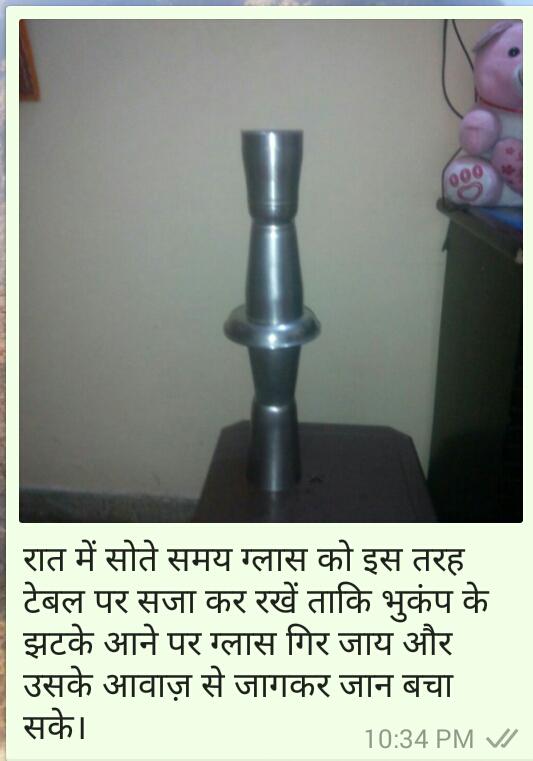 रात में सोते समय ग्लास को इस तरह
टेबल पर सजा कर रखें ताकि भुकंप के
झटके आने पर ग्लास गिर जाय और
उसके आवाज़ से जागकर जान बचा
सके।
10:34 PM